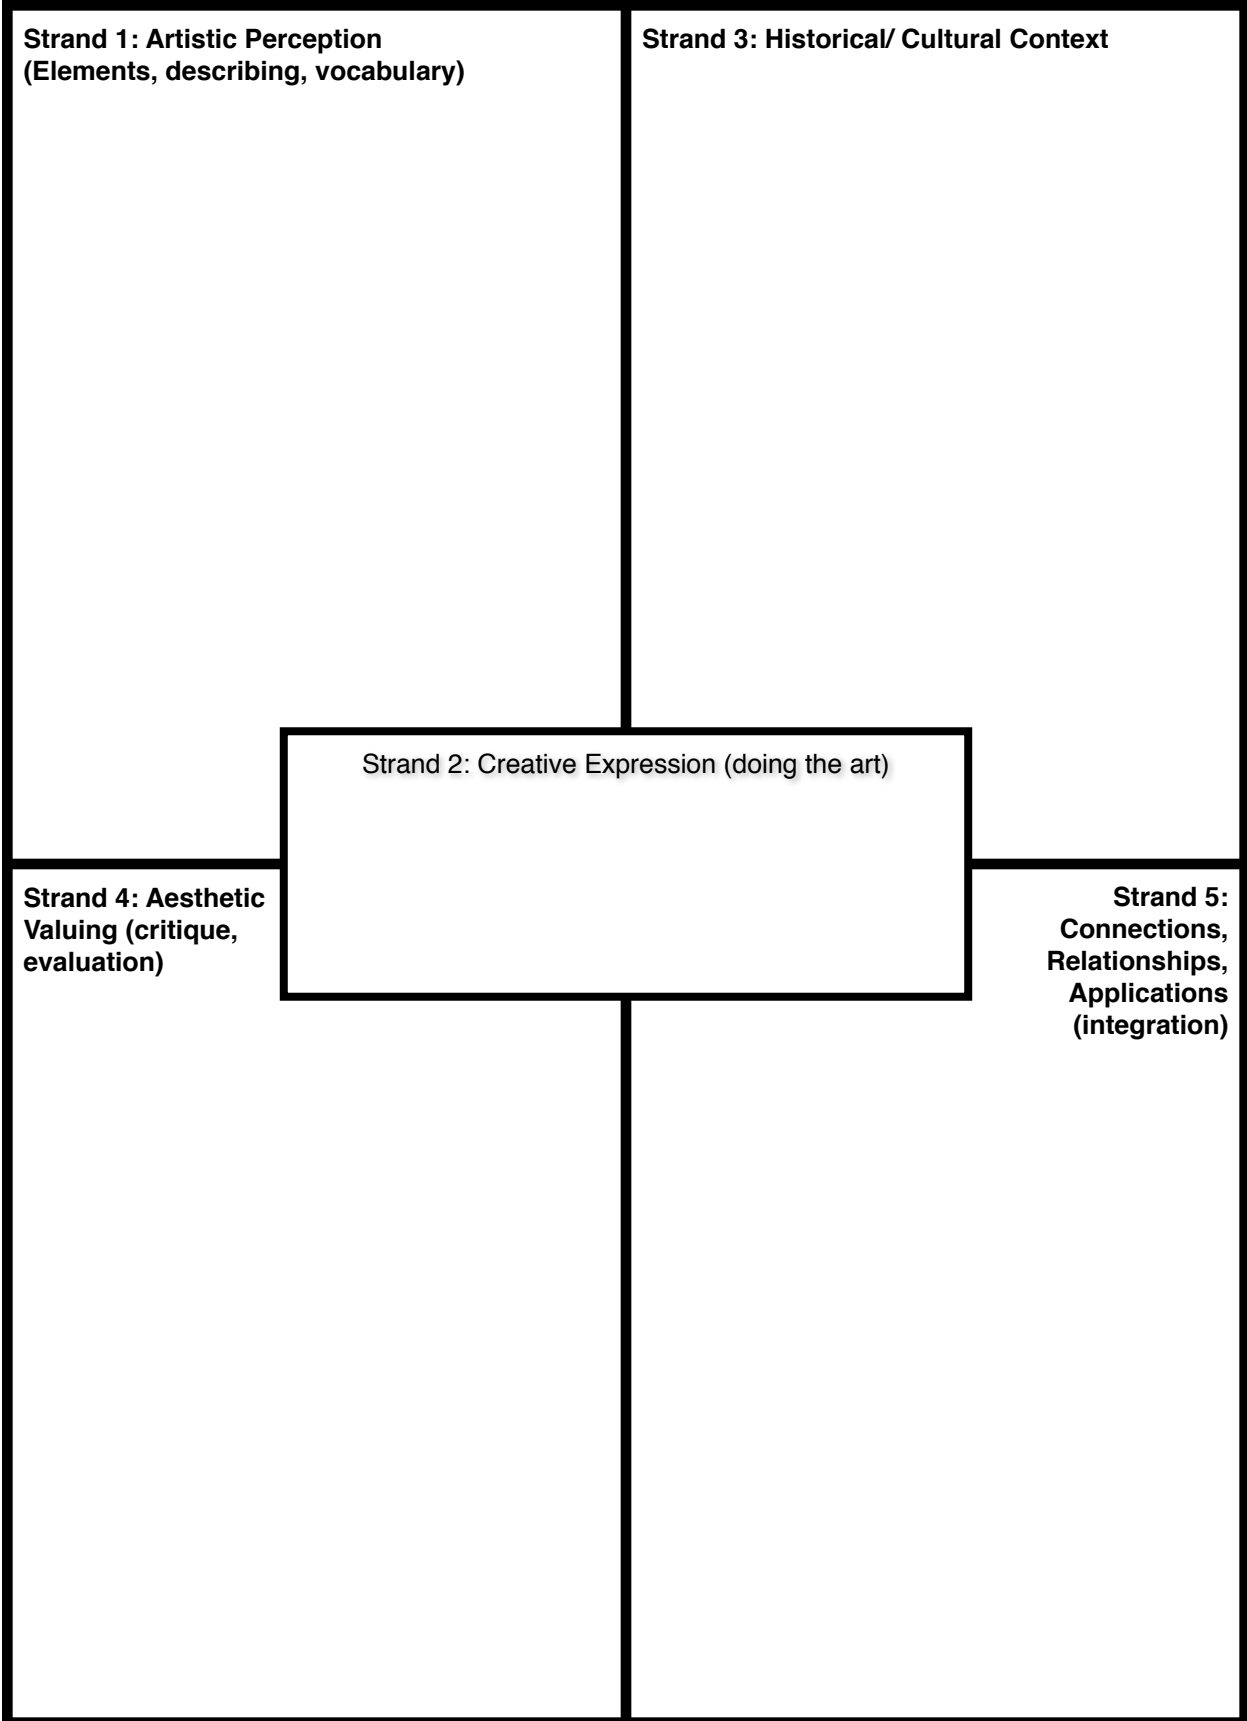 Strand 1: Artistic Perception
(Elements, describing, vocabulary)
Strand 3: Historical/ Cultural Context
Strand 2: Creative Expression (doing the art)
Strand 4: Aesthetic
Valuing (critique,
evaluation)
Strand 5:
Connections,
Relationships,
Applications
(integration)